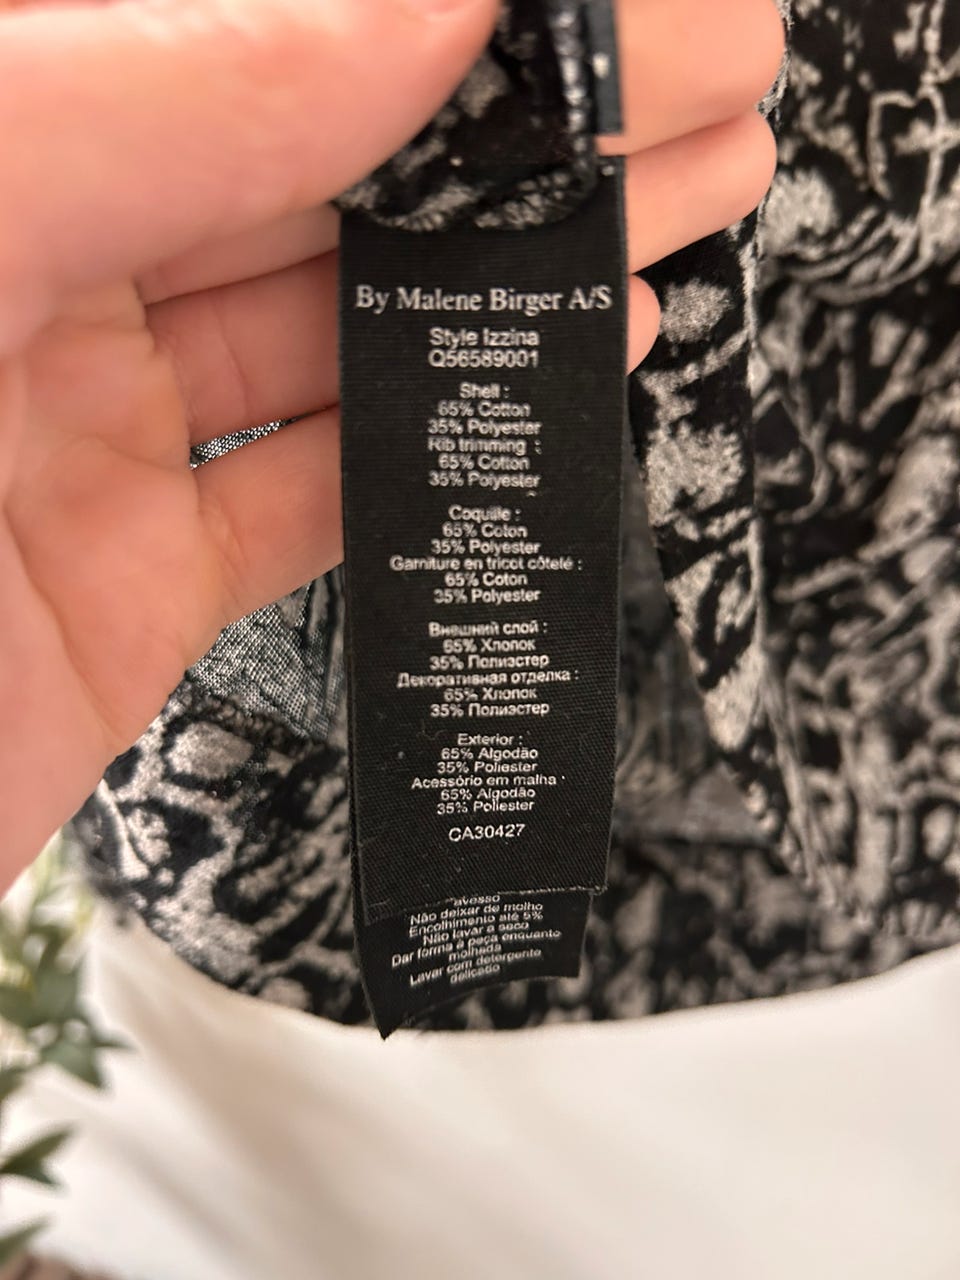 By Malene Birger A/S
Style Izzina
Q56589001
Shell :
65% Cotton
35% Polyester
Rib trimming :
65% Cotton
35% Polyester
Coquille :
65% Coton
35% Polyester
Garniture en tricot côtelé :
65% Coton
35% Polyester
Внешний слой :
65% Хлопок
35% Полиэстер
Декоративная отделка :
65% Хлопок
35% Полиэстер
Exterior :
65% Algodão
35% Poliester
Acessório em malha :
65% Algodão
35% Poliester
CA30427
avesso
Não deixar de molho
Encolhimento até 5%
Não lavar a seco
Dar forma à peça enquanto
molhada
Lavar com detergente
delicado